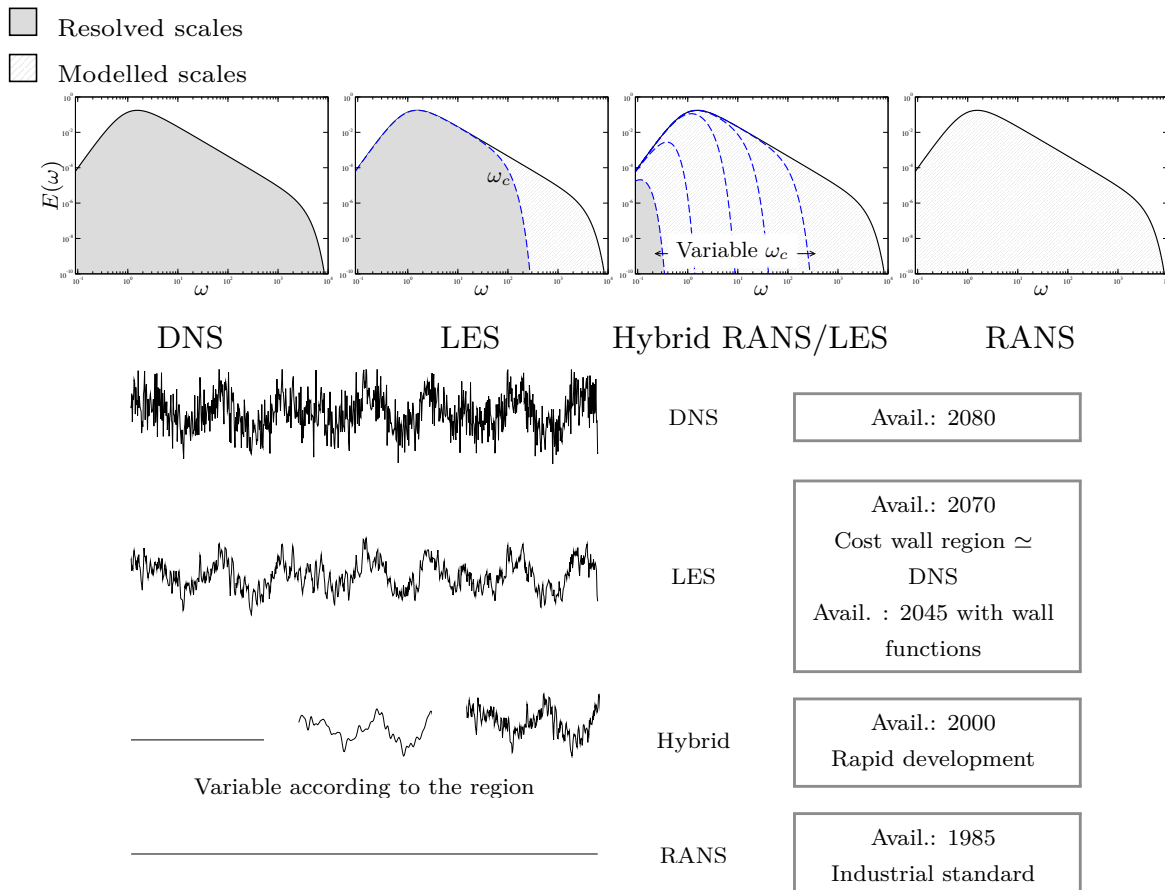 Resolved scales
Modelled scales
E(ω)
ω_c
Variable ω_c
ω
ω
ω
ω
DNS
LES
Hybrid RANS/LES
RANS
DNS
Avail.: 2080
LES
Avail.: 2070
Cost wall region ≃
DNS
Avail. : 2045 with wall
functions
Hybrid
Avail.: 2000
Rapid development
Variable according to the region
RANS
Avail.: 1985
Industrial standard